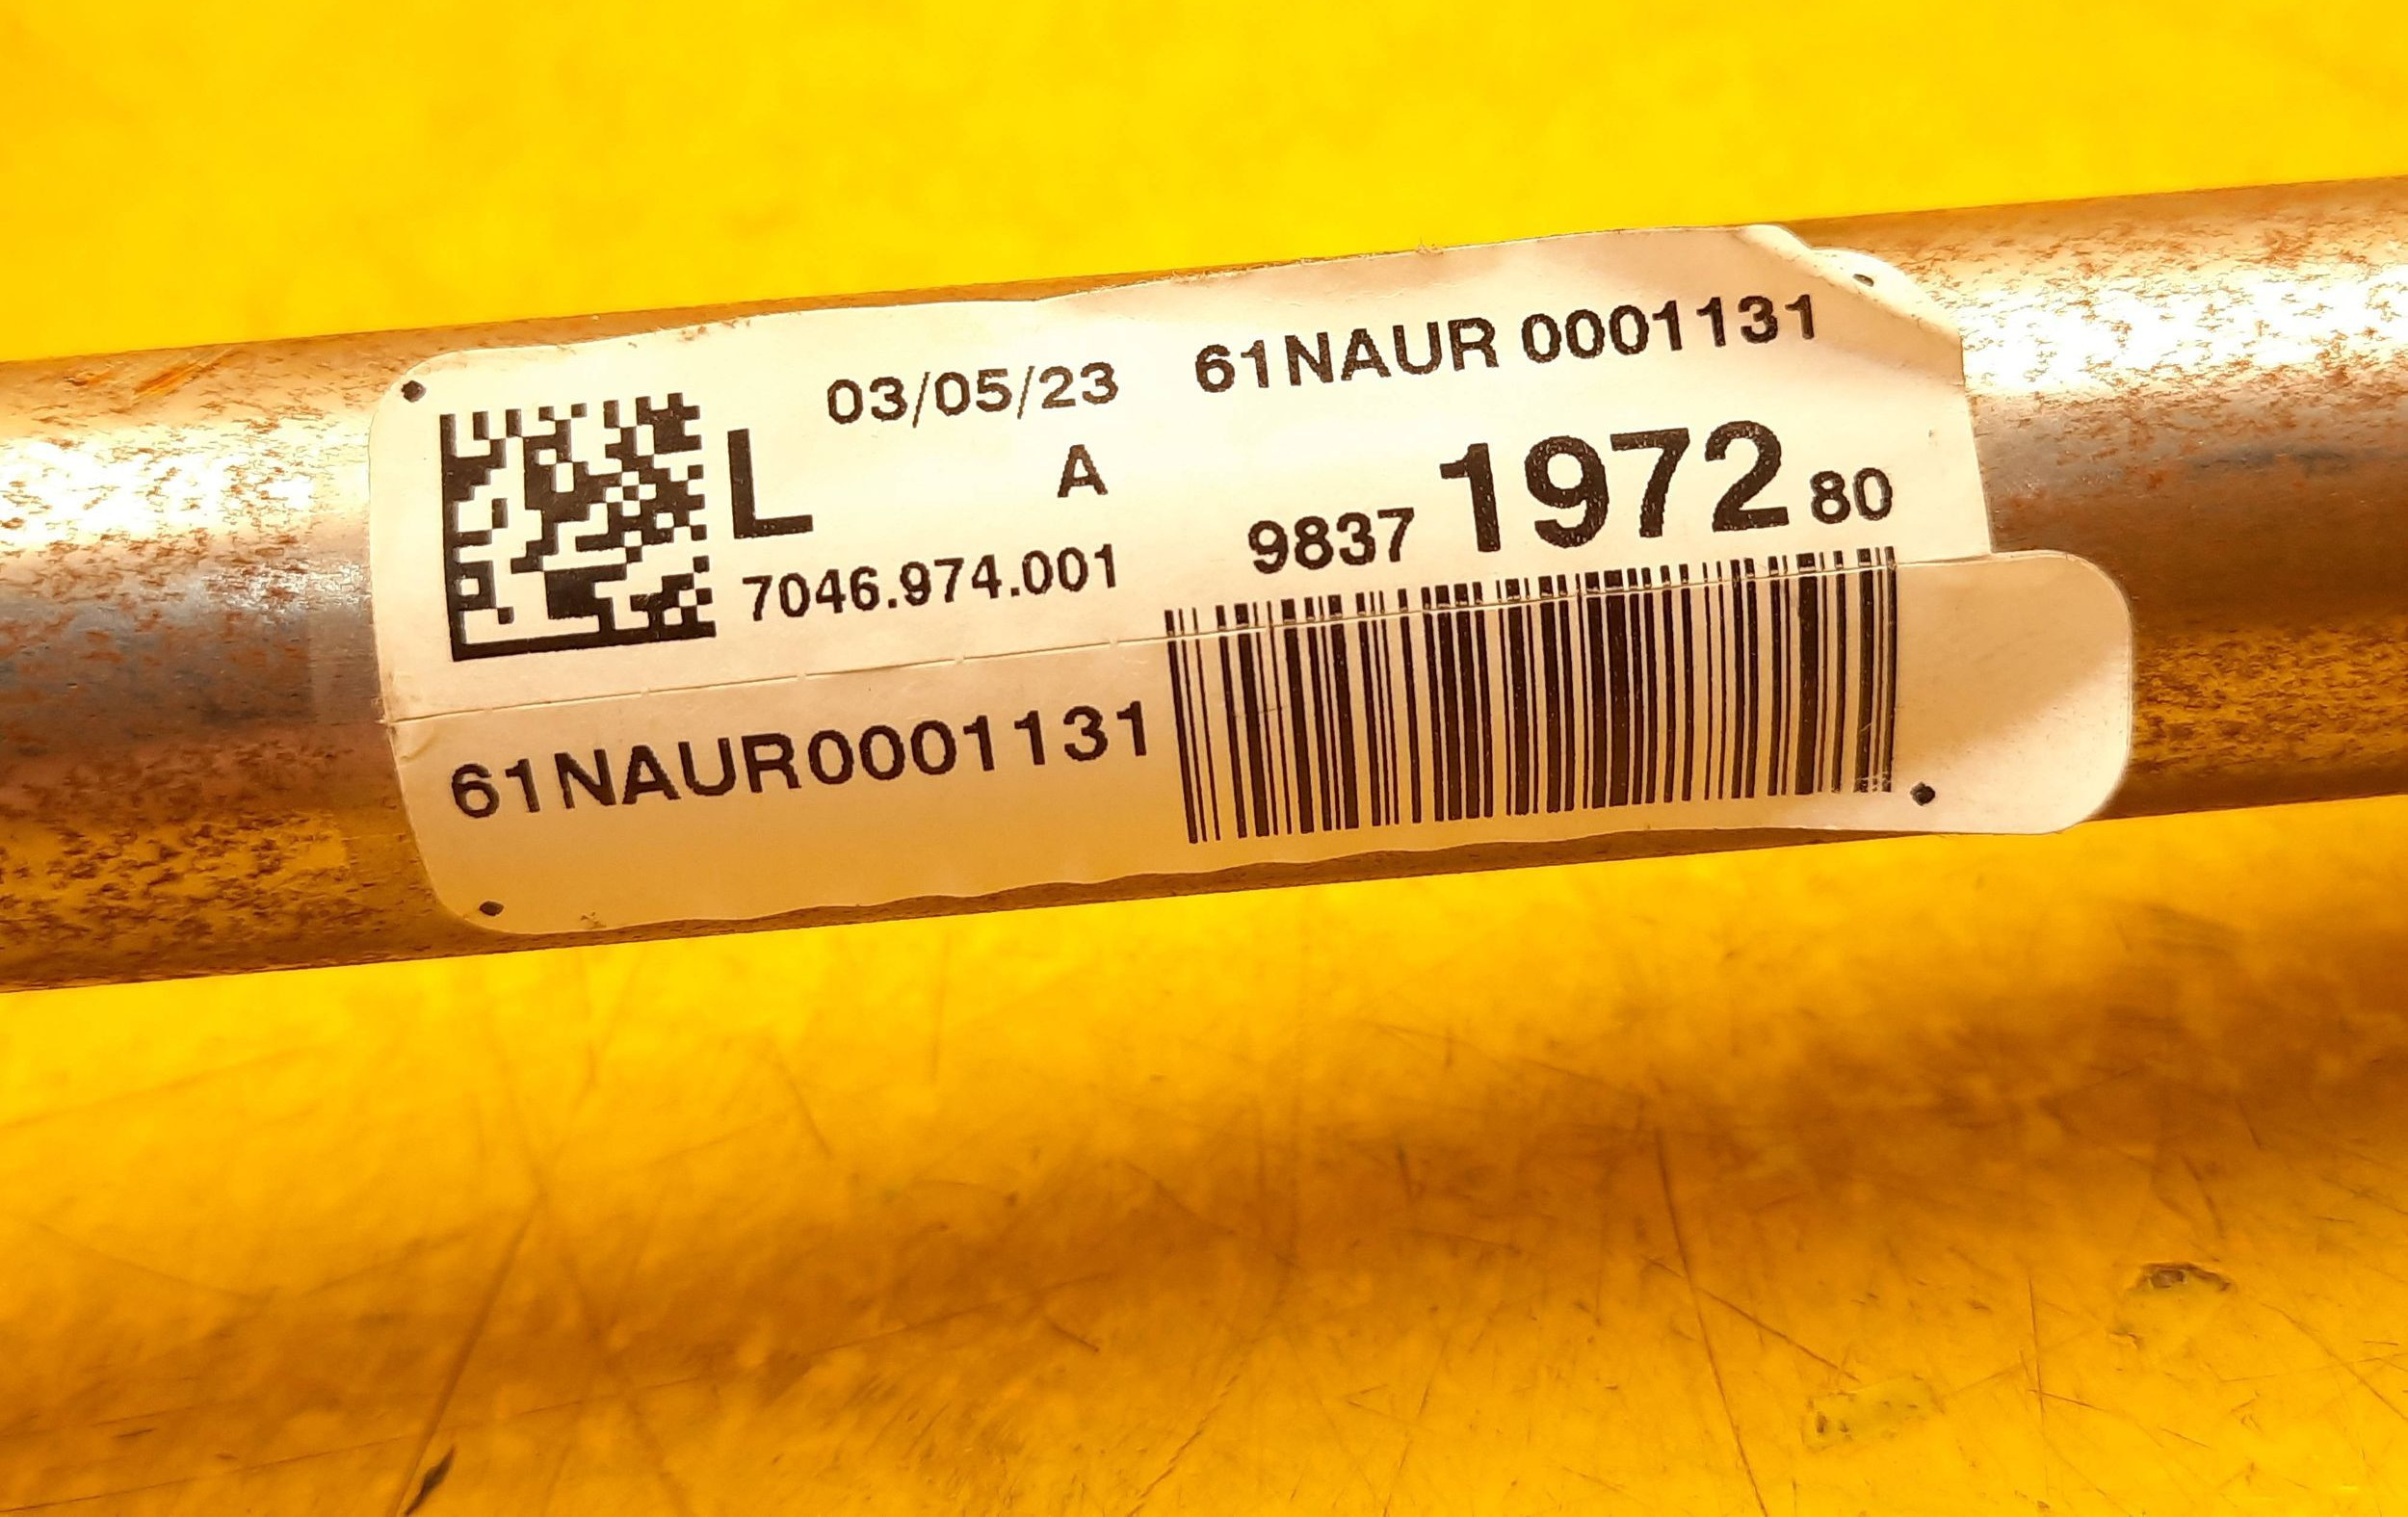 03/05/23 61NAUR 0001131
L A 9837 1972 80
7046.974.001
61NAUR0001131